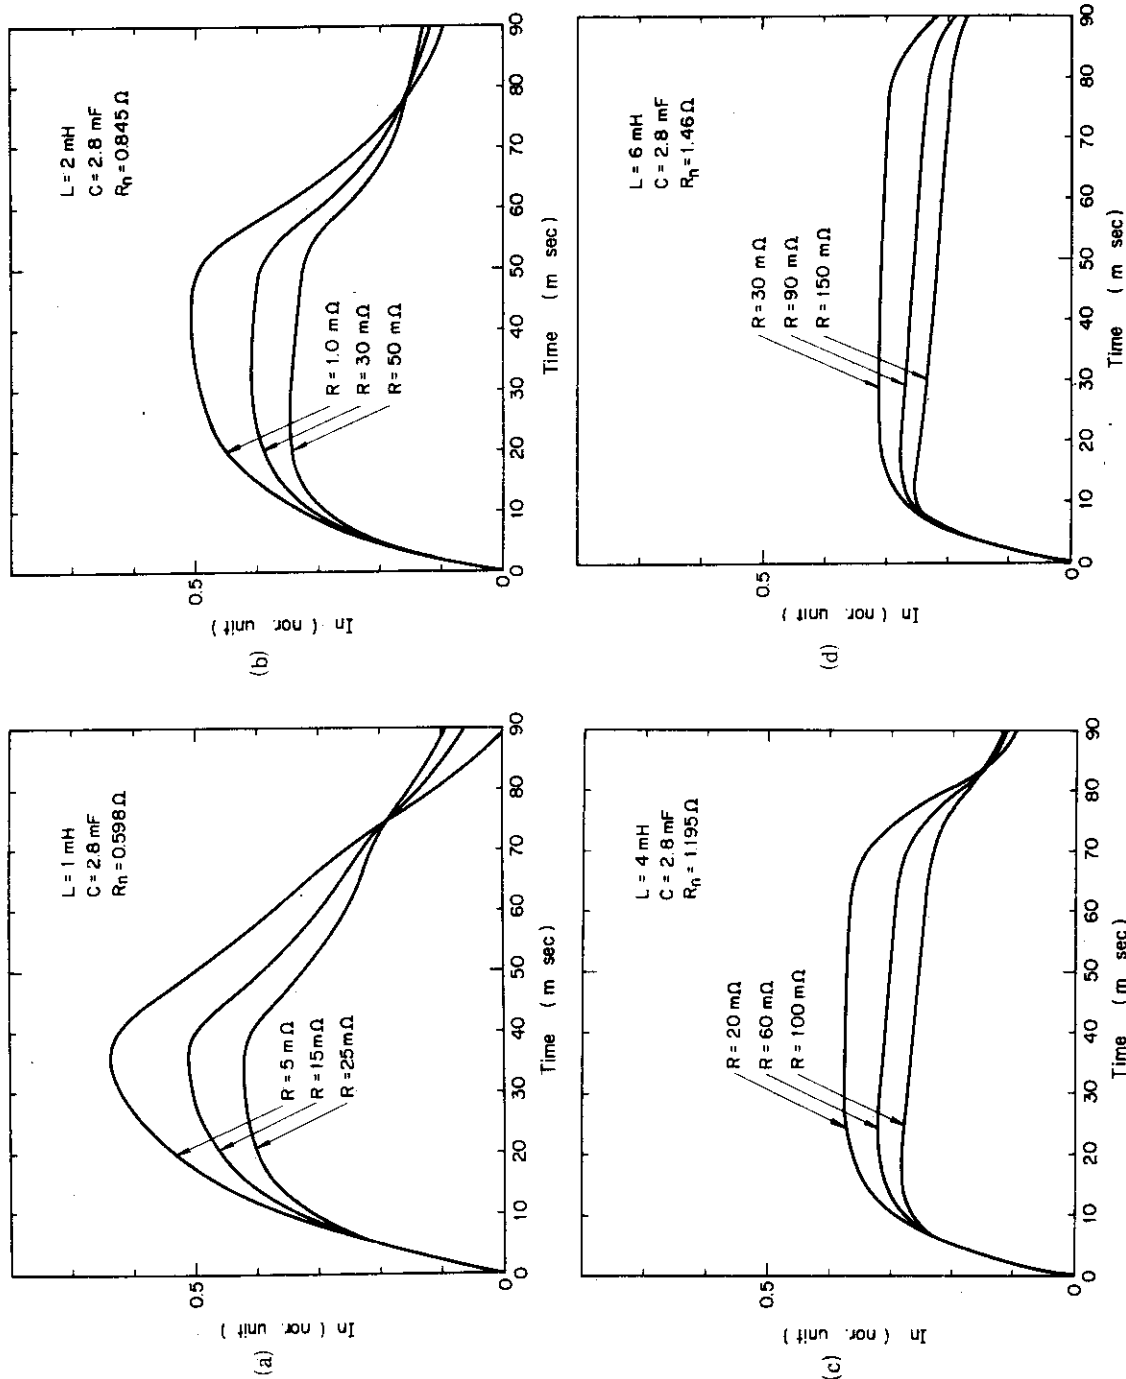 (a)
In ( nor. unit )
0.5
0
L = 1 mH
C = 2.8 mF
Rn = 0.598 Ω
R = 5 mΩ
R = 15 mΩ
R = 25 mΩ
0 10 20 30 40 50 60 70 80 90
Time ( m sec )
(b)
In ( nor. unit )
0.5
0
L = 2 mH
C = 2.8 mF
Rn = 0.845 Ω
R = 1.0 mΩ
R = 30 mΩ
R = 50 mΩ
0 10 20 30 40 50 60 70 80 90
Time ( m sec )
(c)
In ( nor. unit )
0.5
0
L = 4 mH
C = 2.8 mF
Rn = 1.195 Ω
R = 20 mΩ
R = 60 mΩ
R = 100 mΩ
0 10 20 30 40 50 60 70 80 90
Time ( m sec )
(d)
In ( nor. unit )
0.5
0
L = 6 mH
C = 2.8 mF
Rn = 1.46 Ω
R = 30 mΩ
R = 90 mΩ
R = 150 mΩ
0 10 20 30 40 50 60 70 80 90
Time ( m sec )